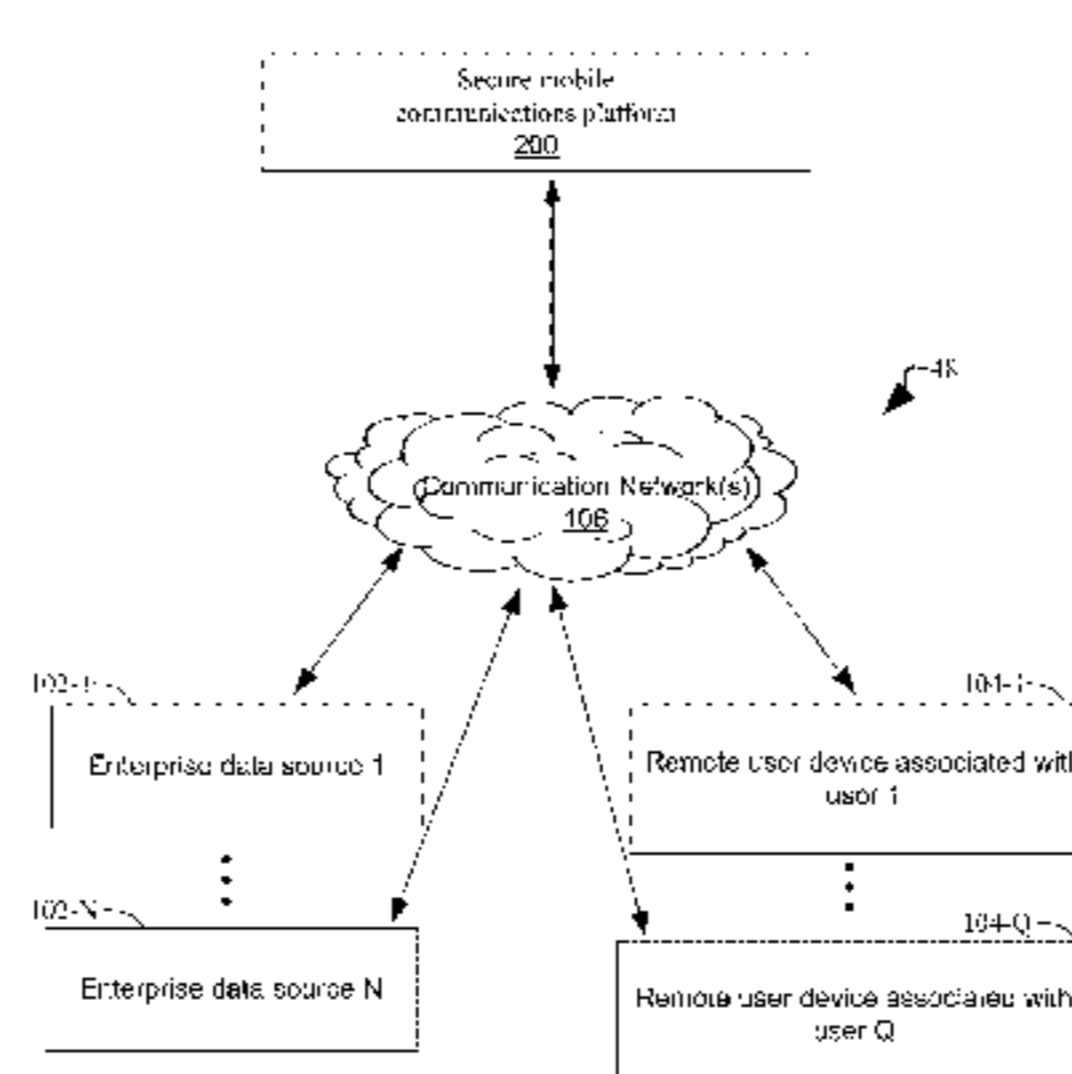 Secure mobile
communications platform
200
48
Communication Network(s)
106
102-1
104-1
Enterprise data source 1
Remote user device associated with
user 1
102-N
104-Q
Enterprise data source N
Remote user device associated with
user Q